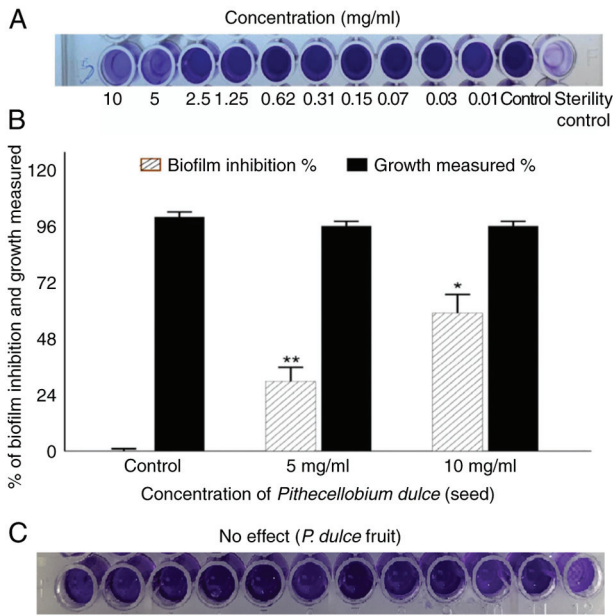 A
Concentration (mg/ml)
10 5 2.5 1.25 0.62 0.31 0.15 0.07 0.03 0.01 Control Sterility control
B
% of biofilm inhibition and growth measured
120
96
72
48
24
0
Biofilm inhibition %
Growth measured %
**
*
Control 5 mg/ml 10 mg/ml
Concentration of Pithecellobium dulce (seed)
C
No effect (P. dulce fruit)